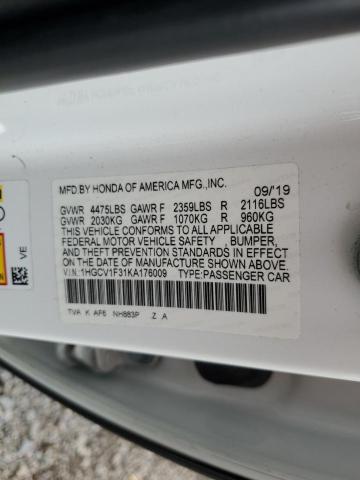 MFD.BY HONDA OF AMERICA MFG.,INC. 09/'19
GVWR 4475LBS GAWR F 2359LBS R 2116LBS
GVWR 2030KG GAWR F 1070KG R 960KG
THIS VEHICLE CONFORMS TO ALL APPLICABLE
FEDERAL MOTOR VEHICLE SAFETY , BUMPER,
AND THEFT PREVENTION STANDARDS IN EFFECT
ON THE DATE OF MANUFACTURE SHOWN ABOVE.
V.I.N:1HGCV1F31KA176009 TYPE:PASSENGER CAR
TVA K AF6 NH883P Z A
VE